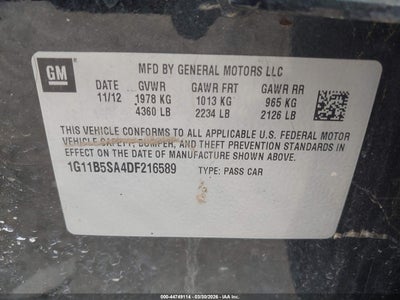 GM
MFD BY GENERAL MOTORS LLC
DATE GVWR GAWR FRT GAWR RR
11/12 1978 KG 1013 KG 965 KG
4360 LB 2234 LB 2126 LB
THIS VEHICLE CONFORMS TO ALL APPLICABLE U.S. FEDERAL MOTOR
VEHICLE SAFETY, BUMPER, AND THEFT PREVENTION STANDARDS IN
EFFECT ON THE DATE OF MANUFACTURE SHOWN ABOVE.
1G11B5SA4DF216589 TYPE: PASS CAR
000-44749114 - 03/30/2026 - © IAA, Inc.